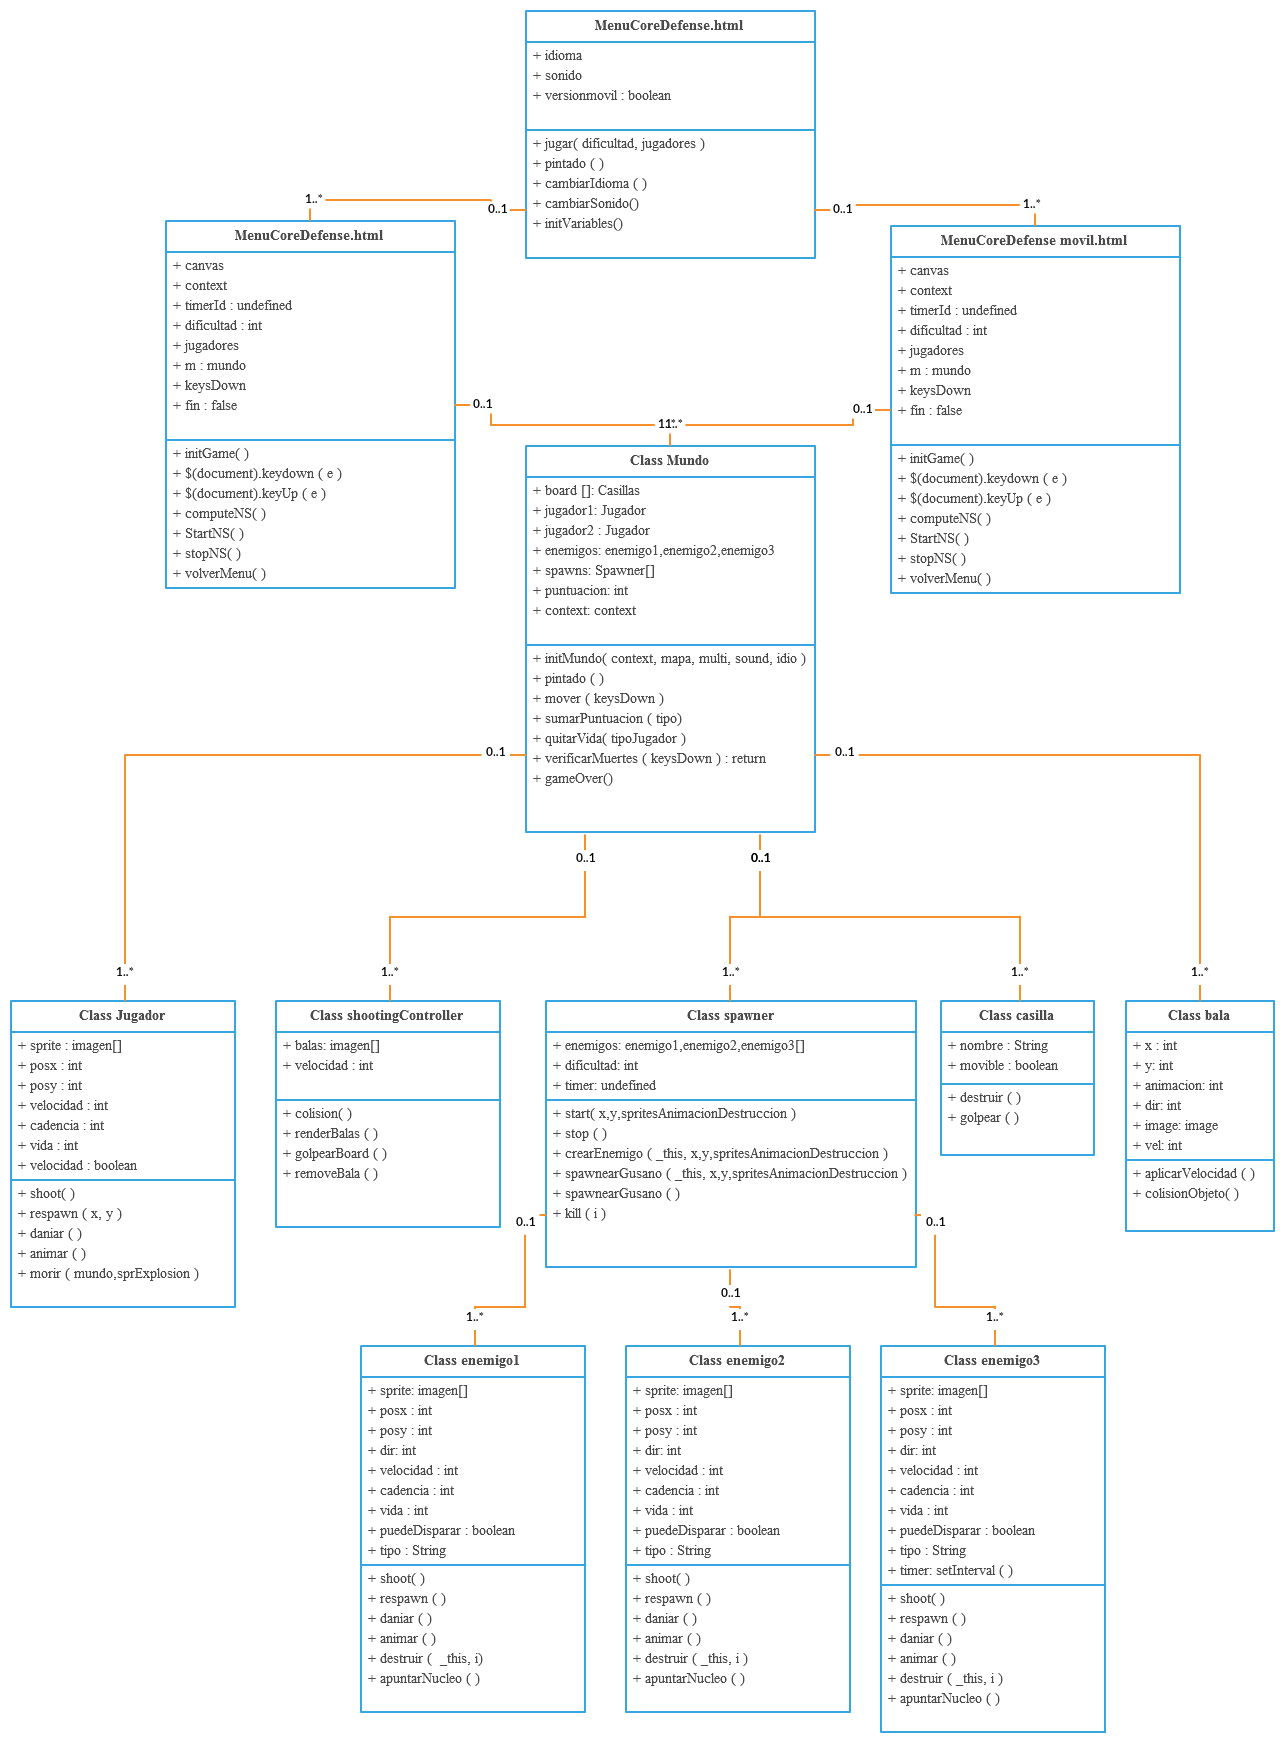 MenuCoreDefense.html
+ idioma
+ sonido
+ versionmovil : boolean
+ jugar( dificultad, jugadores )
+ pintado ( )
+ cambiarIdioma ( )
+ cambiarSonido()
+ initVariables()
1..*
0..1
0..1
1..*
MenuCoreDefense.html
+ canvas
+ context
+ timerId : undefined
+ dificultad : int
+ jugadores
+ m : mundo
+ keysDown
+ fin : false
+ initGame( )
+ $(document).keydown ( e )
+ $(document).keyUp ( e )
+ computeNS( )
+ StartNS( )
+ stopNS( )
+ volverMenu( )
MenuCoreDefense movil.html
+ canvas
+ context
+ timerId : undefined
+ dificultad : int
+ jugadores
+ m : mundo
+ keysDown
+ fin : false
+ initGame( )
+ $(document).keydown ( e )
+ $(document).keyUp ( e )
+ computeNS( )
+ StartNS( )
+ stopNS( )
+ volverMenu( )
0..1
0..1
1..*
Class Mundo
+ board []: Casillas
+ jugador1: Jugador
+ jugador2 : Jugador
+ enemigos: enemigo1,enemigo2,enemigo3
+ spawns: Spawner[]
+ puntuacion: int
+ context: context
+ initMundo( context, mapa, multi, sound, idio )
+ pintado ( )
+ mover ( keysDown )
+ sumarPuntuacion ( tipo)
+ quitarVida( tipoJugador )
+ verificarMuertes ( keysDown ) : return
+ gameOver()
0..1
0..1
0..1
0..1
1..*
1..*
1..*
1..*
1..*
Class Jugador
+ sprite : imagen[]
+ posx : int
+ posy : int
+ velocidad : int
+ cadencia : int
+ vida : int
+ velocidad : boolean
+ shoot( )
+ respawn ( x, y )
+ daniar ( )
+ animar ( )
+ morir ( mundo,sprExplosion )
Class shootingController
+ balas: imagen[]
+ velocidad : int
+ colision( )
+ renderBalas ( )
+ golpearBoard ( )
+ removeBala ( )
Class spawner
+ enemigos: enemigo1,enemigo2,enemigo3[]
+ dificultad: int
+ timer: undefined
+ start( x,y,spritesAnimacionDestruccion )
+ stop ( )
+ crearEnemigo ( _this, x,y,spritesAnimacionDestruccion )
+ spawnearGusano ( _this, x,y,spritesAnimacionDestruccion )
+ spawnearGusano ( )
+ kill ( i )
Class casilla
+ nombre : String
+ movible : boolean
+ destruir ( )
+ golpear ( )
Class bala
+ x : int
+ y: int
+ animacion: int
+ dir: int
+ image: image
+ vel: int
+ aplicarVelocidad ( )
+ colisionObjeto( )
0..1
0..1
0..1
1..*
1..*
1..*
Class enemigo1
+ sprite: imagen[]
+ posx : int
+ posy : int
+ dir: int
+ velocidad : int
+ cadencia : int
+ vida : int
+ puedeDisparar : boolean
+ tipo : String
+ shoot( )
+ respawn ( )
+ daniar ( )
+ animar ( )
+ destruir (  _this, i)
+ apuntarNucleo ( )
Class enemigo2
+ sprite: imagen[]
+ posx : int
+ posy : int
+ dir: int
+ velocidad : int
+ cadencia : int
+ vida : int
+ puedeDisparar : boolean
+ tipo : String
+ shoot( )
+ respawn ( )
+ daniar ( )
+ animar ( )
+ destruir ( _this, i )
+ apuntarNucleo ( )
Class enemigo3
+ sprite: imagen[]
+ posx : int
+ posy : int
+ dir: int
+ velocidad : int
+ cadencia : int
+ vida : int
+ puedeDisparar : boolean
+ tipo : String
+ timer: setInterval ( )
+ shoot( )
+ respawn ( )
+ daniar ( )
+ animar ( )
+ destruir ( _this, i )
+ apuntarNucleo ( )